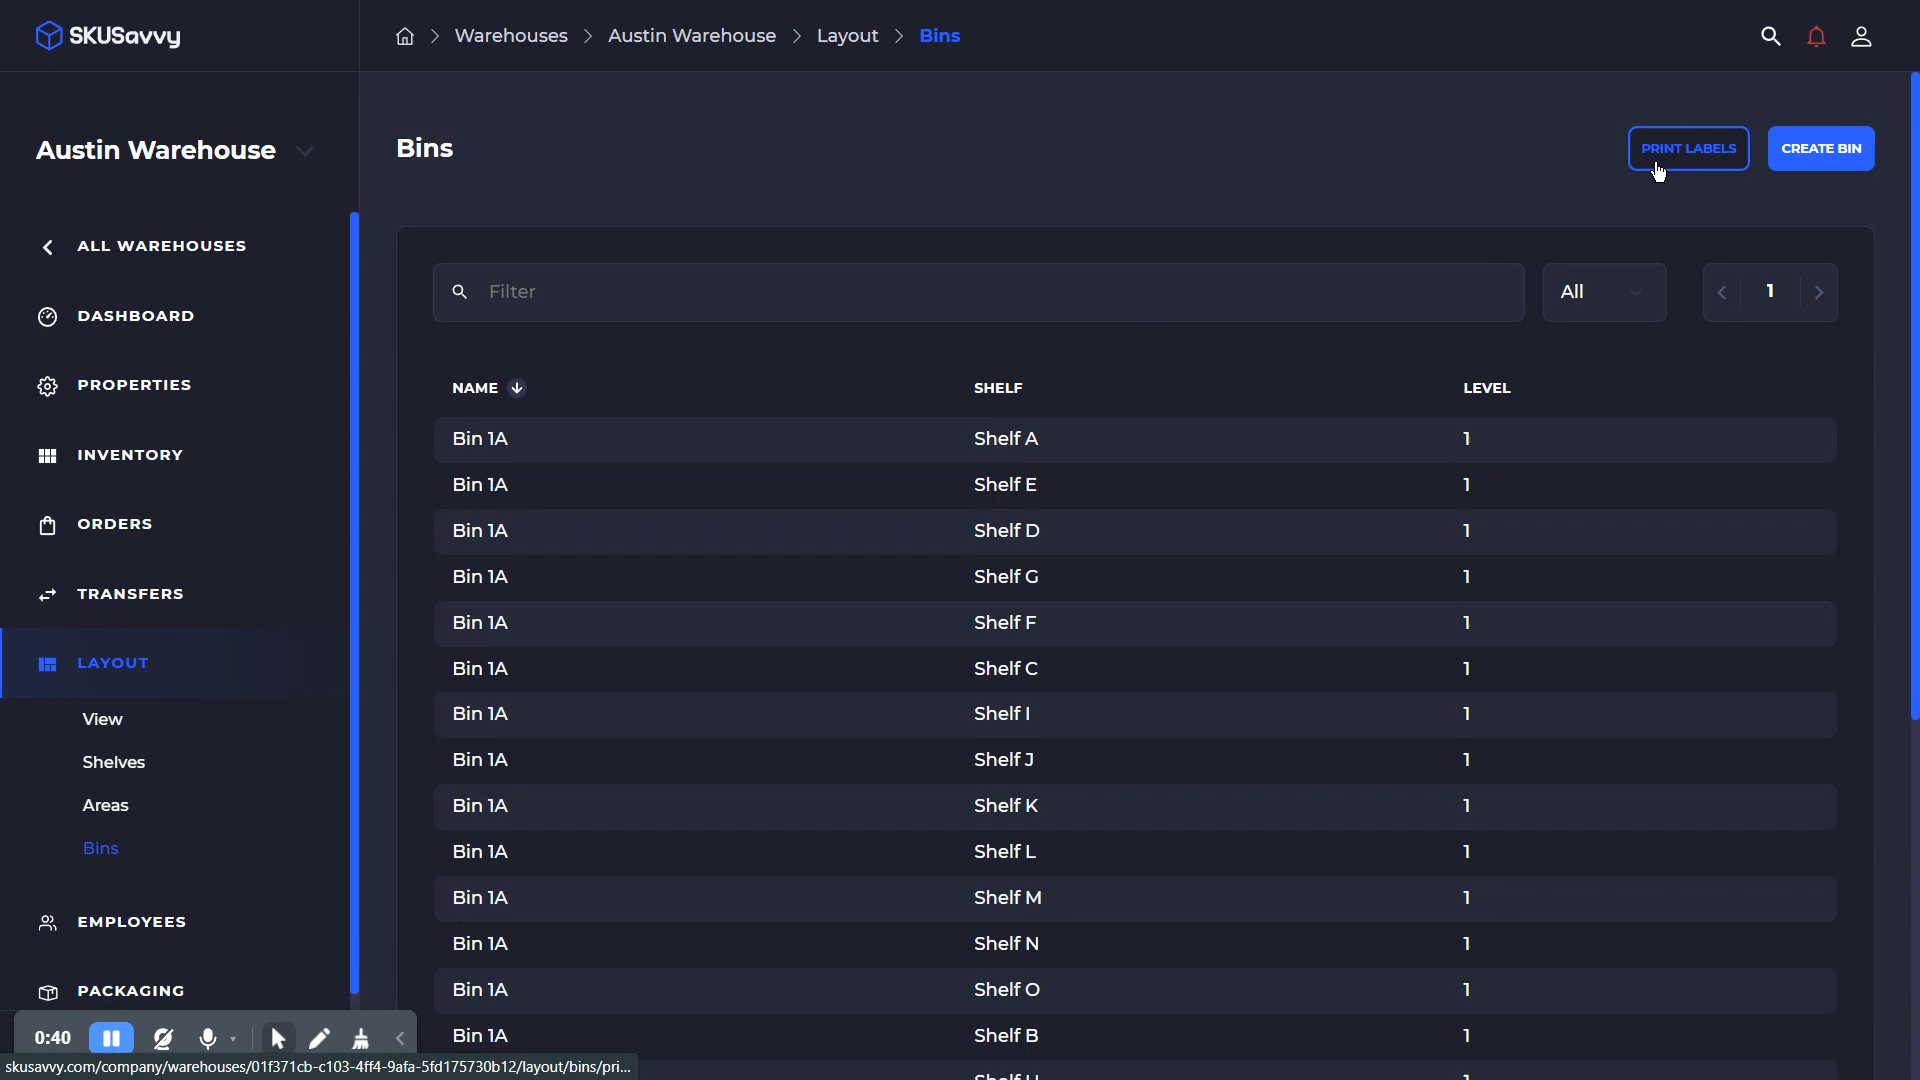 SKUSavvy
Warehouses > Austin Warehouse > Layout > Bins
Austin Warehouse
Bins
PRINT LABELS
CREATE BIN
ALL WAREHOUSES
DASHBOARD
PROPERTIES
INVENTORY
ORDERS
TRANSFERS
LAYOUT
View
Shelves
Areas
Bins
EMPLOYEES
PACKAGING
Filter
All
1
NAME SHELF LEVEL
Bin 1A Shelf A 1
Bin 1A Shelf E 1
Bin 1A Shelf D 1
Bin 1A Shelf G 1
Bin 1A Shelf F 1
Bin 1A Shelf C 1
Bin 1A Shelf I 1
Bin 1A Shelf J 1
Bin 1A Shelf K 1
Bin 1A Shelf L 1
Bin 1A Shelf M 1
Bin 1A Shelf N 1
Bin 1A Shelf O 1
Bin 1A Shelf B 1
0:40
skusavvy.com/company/warehouses/01f371cb-c103-4ff4-9afa-5fd175730b12/layout/bins/pri...